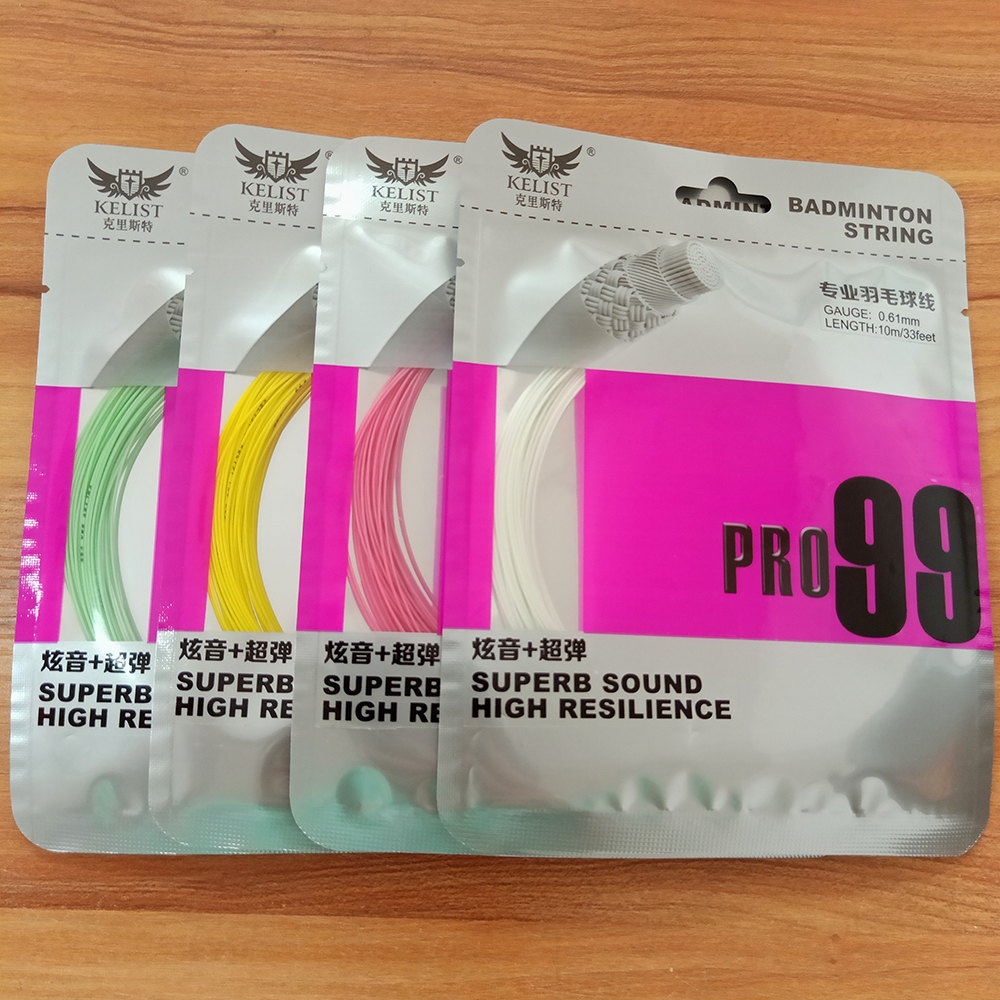 KELIST
克里斯特
®
KELIST
克里斯特
®
KELIST
克里斯特
®
KELIST
克里斯特
®
BADMINTON
STRING
专业羽毛球线
GAUGE: 0.61mm
LENGTH:10m/33feet
PRO99
炫音+超弹
SUPERB
HIGH RE
炫音+超弹
SUPERB
HIGH RE
炫音+超弹
SUPERB
HIGH RE
炫音+超弹
SUPERB SOUND
HIGH RESILIENCE